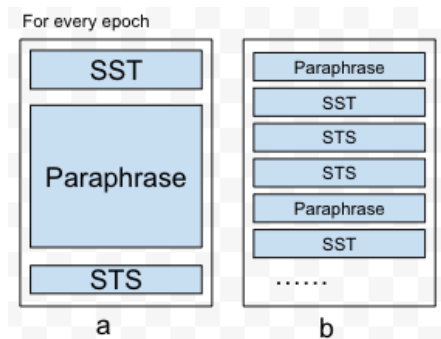 For every epoch
SST
Paraphrase
STS
a
Paraphrase
SST
STS
STS
Paraphrase
SST
......
b